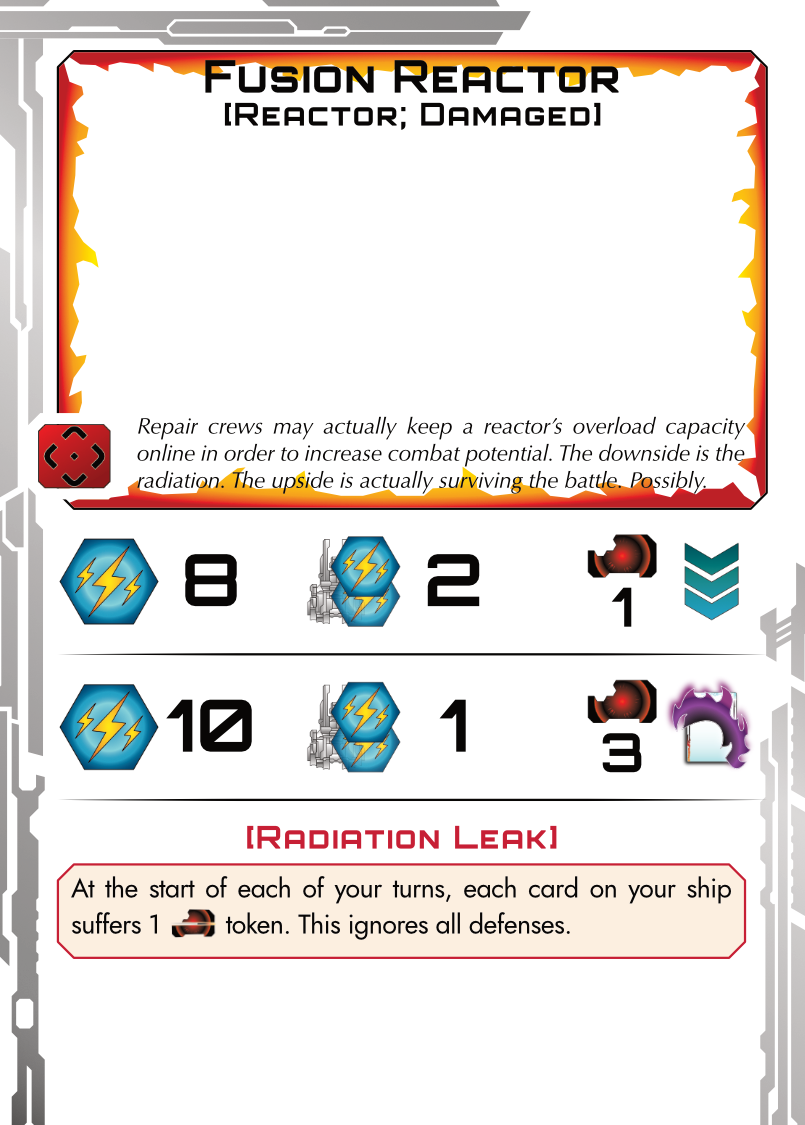 Fusion Reactor
[Reactor; Damaged]
Repair crews may actually keep a reactor’s overload capacity
online in order to increase combat potential. The downside is the
radiation. The upside is actually surviving the battle. Possibly.
8 2 1
10 1 3
[Radiation Leak]
At the start of each of your turns, each card on your ship
suffers 1 token. This ignores all defenses.